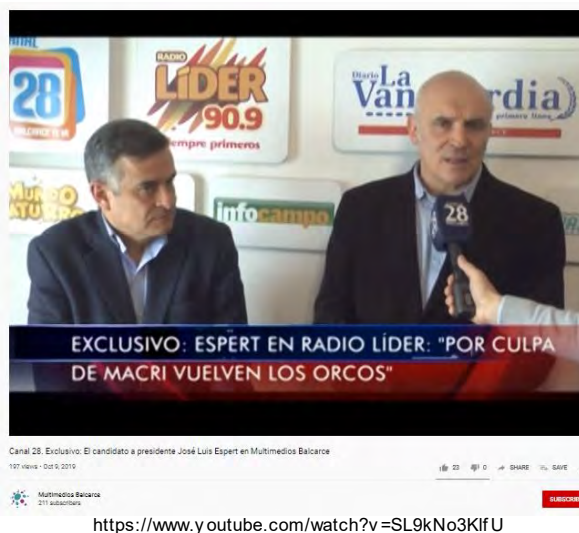 28
BALCARCE
RADIO
LÍDER
90.9
siempre primeros
Diario La
Vanguardia
primera línea
MUNDO
infocampo
28
EXCLUSIVO: ESPERT EN RADIO LÍDER: "POR CULPA
DE MACRI VUELVEN LOS ORCOS"
Canal 28. Exclusivo: El candidato a presidente José Luis Espert en Multimedios Balcarce
197 views · Oct 9, 2019
23 0 SHARE SAVE
Multimedios Balcarce
211 subscribers
SUBSCRIBE
https://www.youtube.com/watch?v=SL9kNo3KlfU